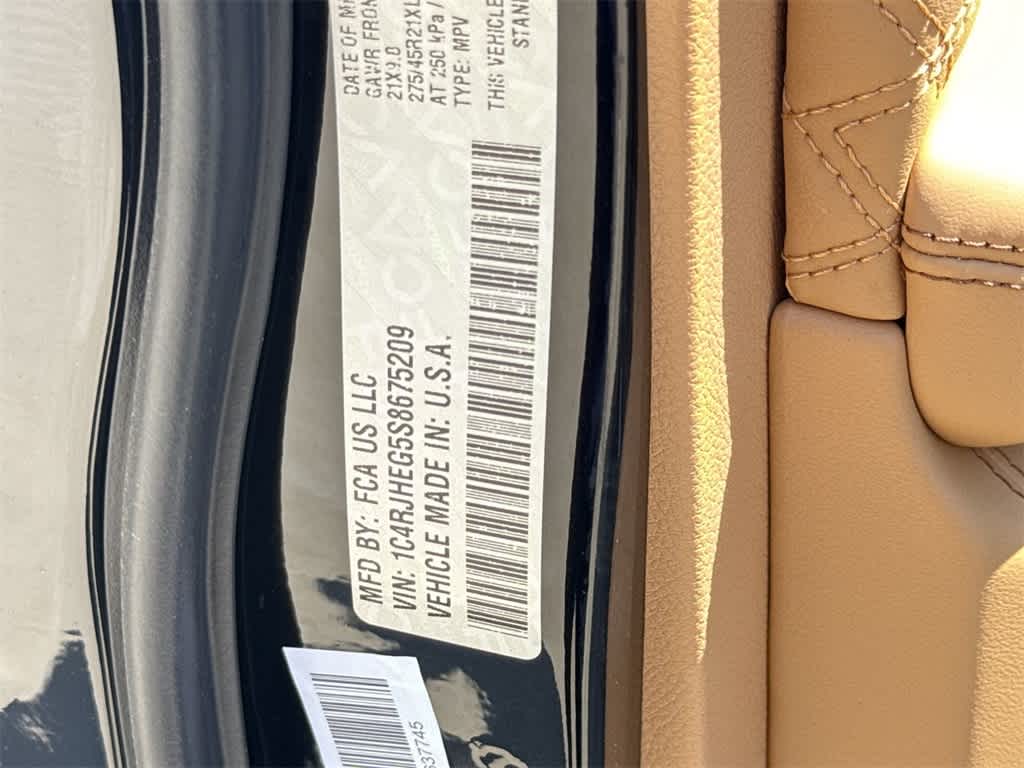 MFD BY: FCA US LLC
VIN: 1C4RJHEG5S8675209
VEHICLE MADE IN: U.S.A.
DATE OF
GAWR FRON
21X9.0
275/45R21XL
AT 250 kPa /
TYPE: MPV
THIS VEHICLE
STAN
637745